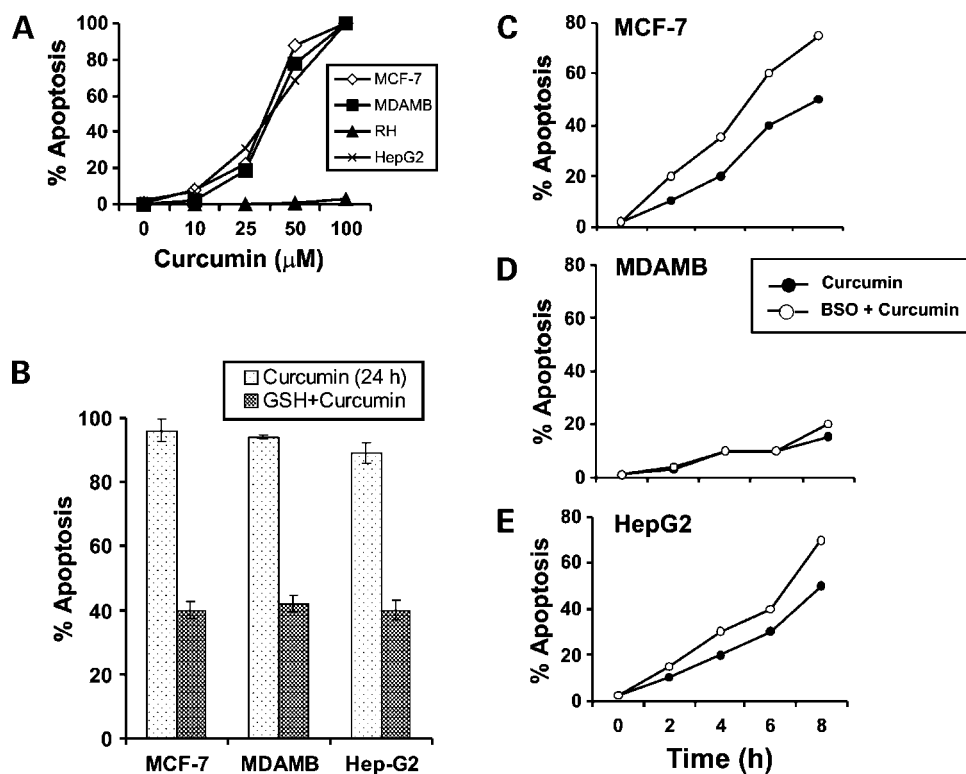 A
% Apoptosis
100
80
60
40
20
0
0 10 25 50 100
Curcumin (μM)
MCF-7
MDAMB
RH
HepG2
B
% Apoptosis
Curcumin (24 h)
GSH+Curcumin
100
80
60
40
20
0
MCF-7 MDAMB Hep-G2
C
MCF-7
% Apoptosis
80
60
40
20
0
D
MDAMB
% Apoptosis
80
60
40
20
0
Curcumin
BSO + Curcumin
E
HepG2
% Apoptosis
80
60
40
20
0
0 2 4 6 8
Time (h)